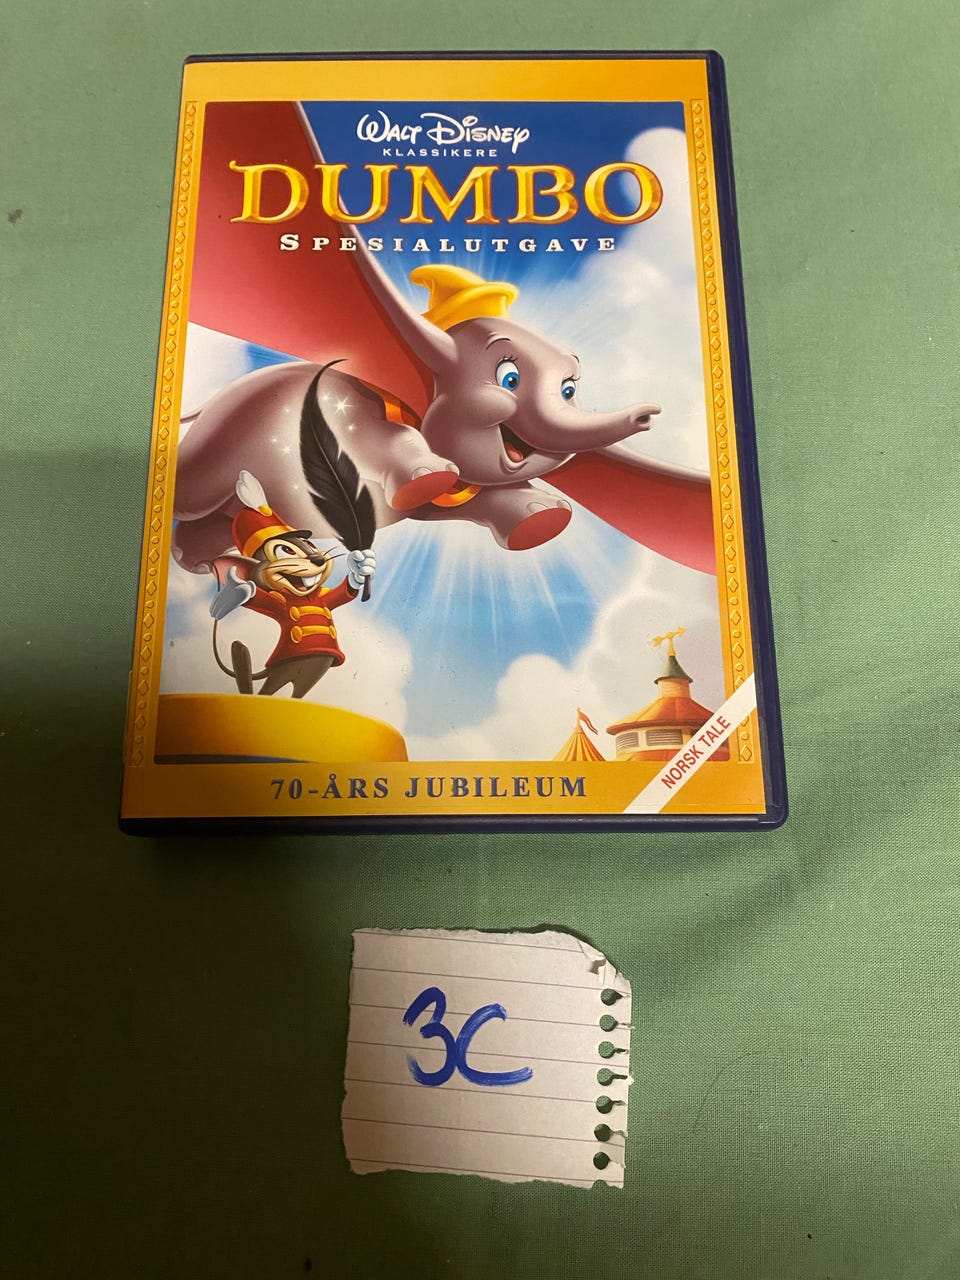 WALT DISNEY
KLASSIKERE
DUMBO
SPESIALUTGAVE
NORSK TALE
70-ÅRS JUBILEUM
3C